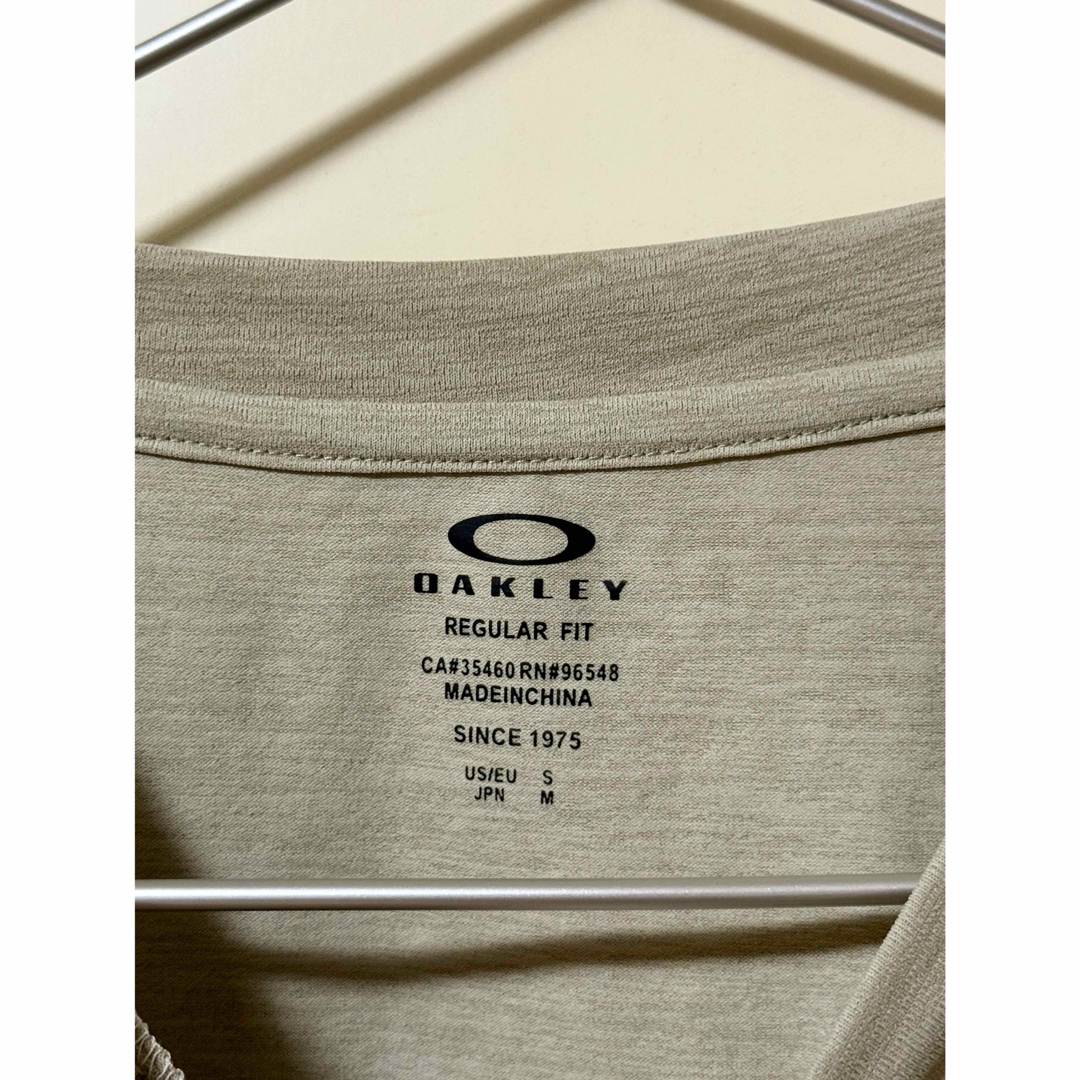 OAKLEY
REGULAR FIT
CA#35460 RN#96548
MADEINCHINA
SINCE 1975
US/EU S
JPN M